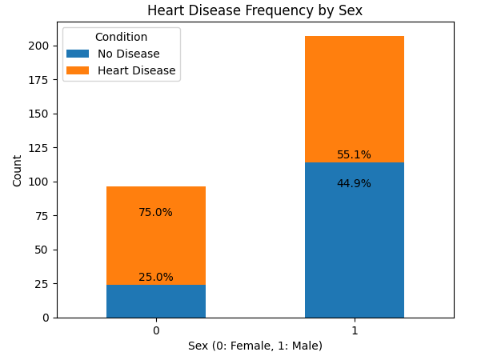 Heart Disease Frequency by Sex
Condition
No Disease
Heart Disease
200
175
150
125
100
75
50
25
0
Count
75.0%
25.0%
55.1%
44.9%
0
1
Sex (0: Female, 1: Male)